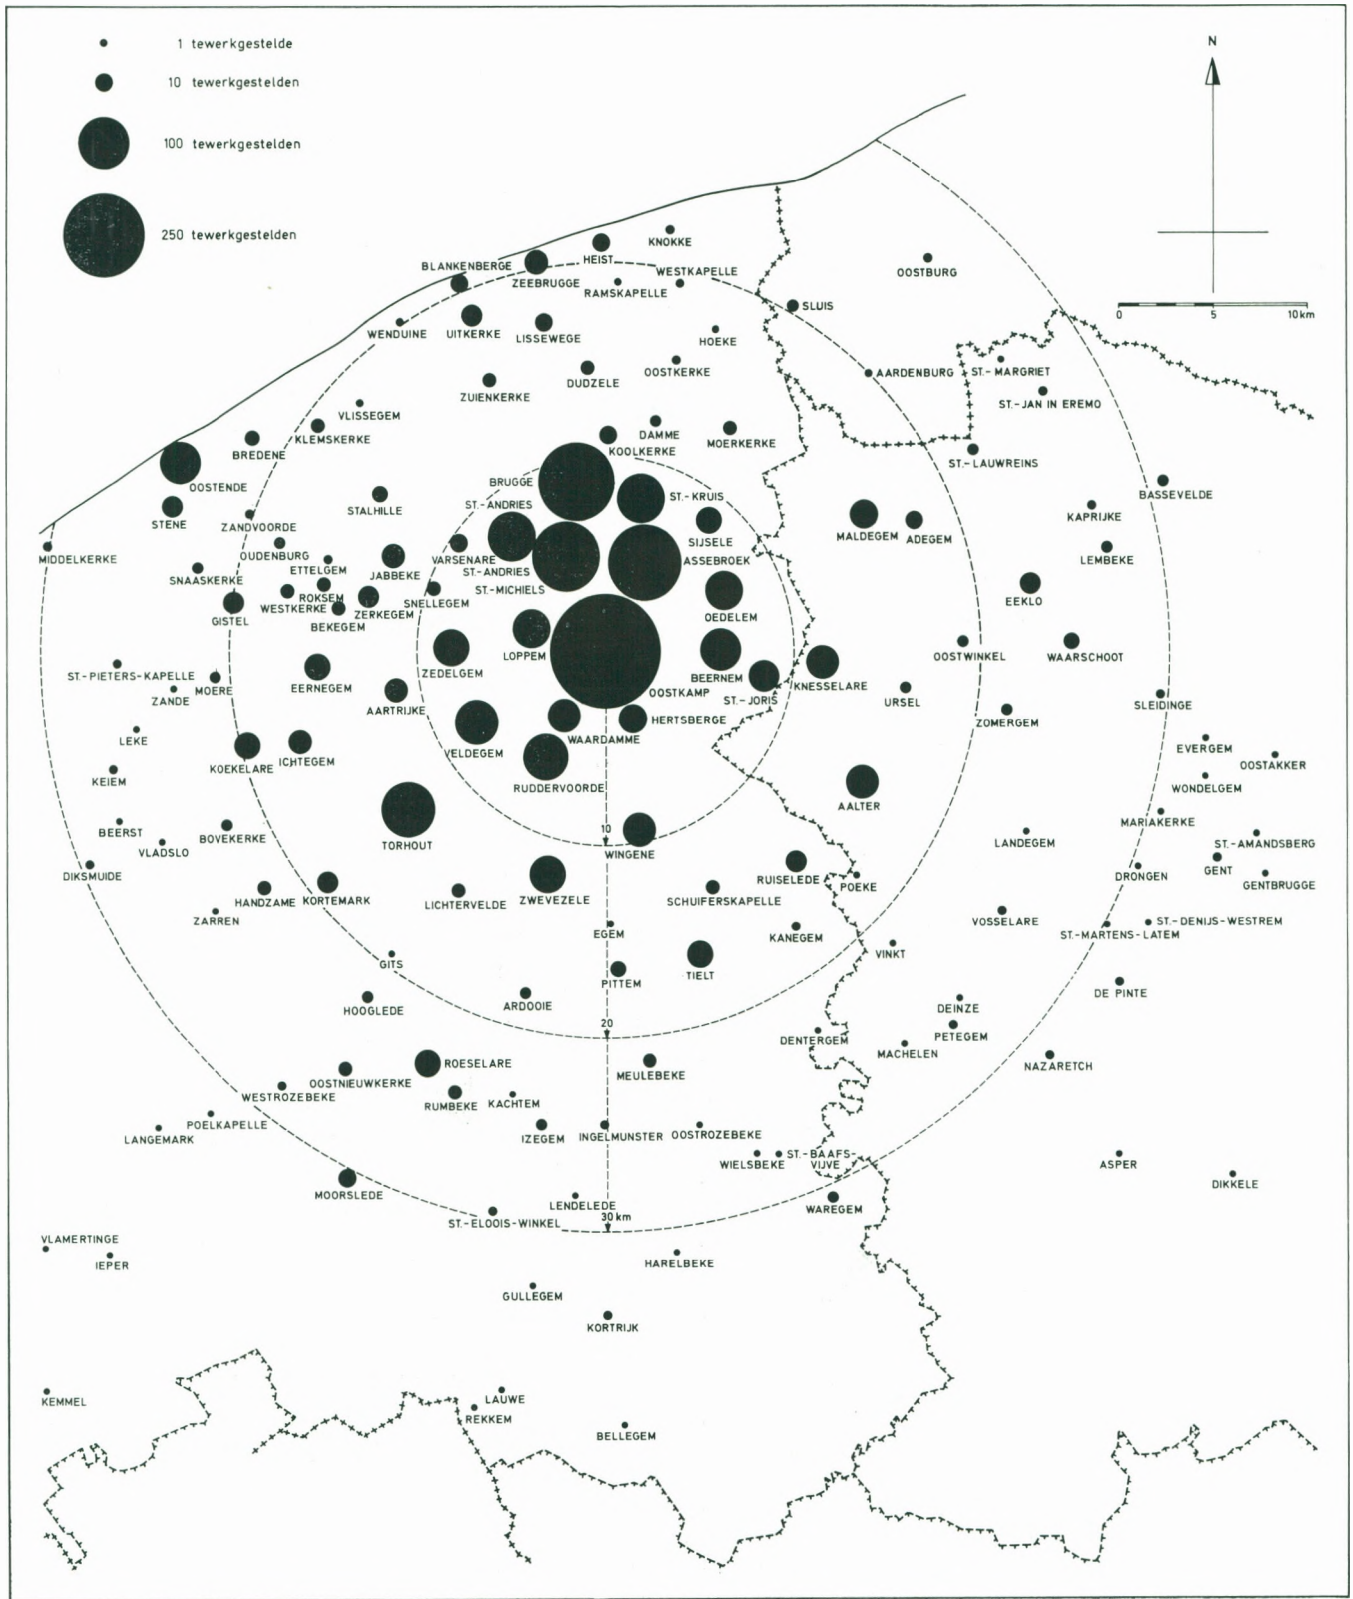 1 tewerkgestelde
10 tewerkgestelden
100 tewerkgestelden
250 tewerkgestelden
N
0 5 10 km
KNOKKE
HEIST
BLANKENBERGE
ZEEBRUGGE
WESTKAPELLE
RAMSKAPELLE
OOSTBURG
SLUIS
WENDUINE
UITKERKE
LISSEWEGE
HOEKE
DUDZELE
OOSTKERKE
AARDENBURG
ST.-MARGRIET
ZUIENKERKE
ST.-JAN IN EREMO
VLISSEGEM
KLEMSKERKE
DAMME
MOERKERKE
BREDENE
KOOLKERKE
ST.-LAUWREINS
OOSTENDE
BRUGGE
ST.-KRUIS
BASSEVELDE
STENE
STALHILLE
ST.-ANDRIES
KAPRIJKE
ZANDVOORDE
SIJSELE
MALDEGEM
ADEGEM
MIDDELKERKE
OUDENBURG
VARSENARE
ASSEBROEK
LEMBEKE
ETTELGEM
JABBEKE
ST.-ANDRIES
SNASKERKE
ROKSEM
ST.-MICHIELS
WESTKERKE
SNELLEGEM
EEKLO
GISTEL
ZERKEGEM
OEDELEM
BEKEGEM
LOPPEM
OOSTWINKEL
WAARSCHOOT
ST.-PIETERS-KAPELLE
ZEDELGEM
BEERNEM
MOERE
EERNEGEM
OOSTKAMP
ST.-JORIS
KNESSELARE
ZANDE
URSEL
SLEIDINGE
AARTRIJKE
HERTSBERGE
ZOMERGEM
LEKE
WAARDAMME
EVERGEM
VELDEGEM
OOSTAKKER
KOEKELARE
ICHTEGEM
KEIEM
RUDDERVOORDE
WONDELGEM
AALTER
MARIAKERKE
BEERST
BOVEKERKE
10
TORHOUT
LANDEGEM
ST.-AMANDSBERG
VLADSLO
WINGENE
DIKSMUIDE
RUISELEDE
POEKE
DRONGEN
GENT
GENTBRUGGE
HANDZAME
KORTEMARK
LICHTERVELDE
ZWEVEZELE
SCHUIFERSKAPELLE
ZARREN
VOSSELARE
ST.-DENIJS-WESTREM
EGEM
KANEGEM
ST.-MARTENS-LATEM
GITS
VINKT
PITTEM
TIELT
DE PINTE
HOOGLEDE
ARDOOIE
DEINZE
20
DENTERGEM
PETEGEM
MACHELEN
ROESELARE
NAZARETCH
OOSTNIEUWKERKE
MEULEBEKE
WESTROZEBEKE
RUMBEKE
KACHTEM
POELKAPELLE
LANGEMARK
IZEGEM
INGELMUNSTER
OOSTROZEBEKE
WIELSBEKE
ST.-BAAFS-
VIJVE
ASPER
DIKKELE
MOORSLEDE
LENDELEDE
WAREGEM
30 km
ST.-ELOOIS-WINKEL
VLAMERTINGE
IEPER
HARELBEKE
GULLEGEM
KORTRIJK
KEMMEL
LAUWE
REKKEM
BELLEGEM